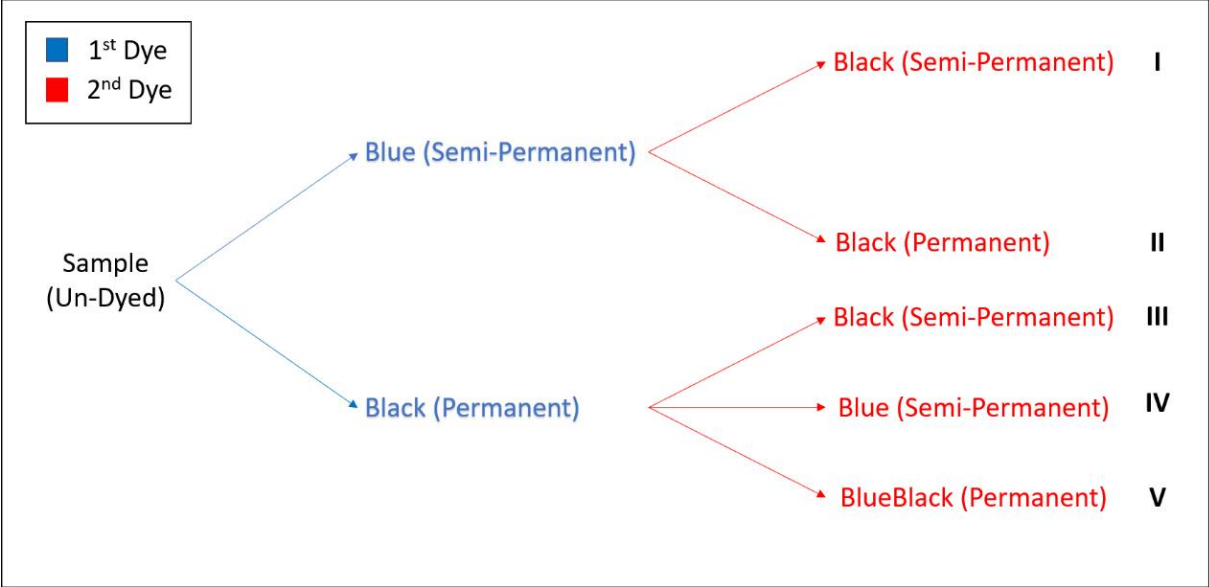 1st Dye
2nd Dye
Black (Semi-Permanent) I
Blue (Semi-Permanent)
Black (Permanent) II
Sample
(Un-Dyed)
Black (Semi-Permanent) III
Black (Permanent)
Blue (Semi-Permanent) IV
BlueBlack (Permanent) V